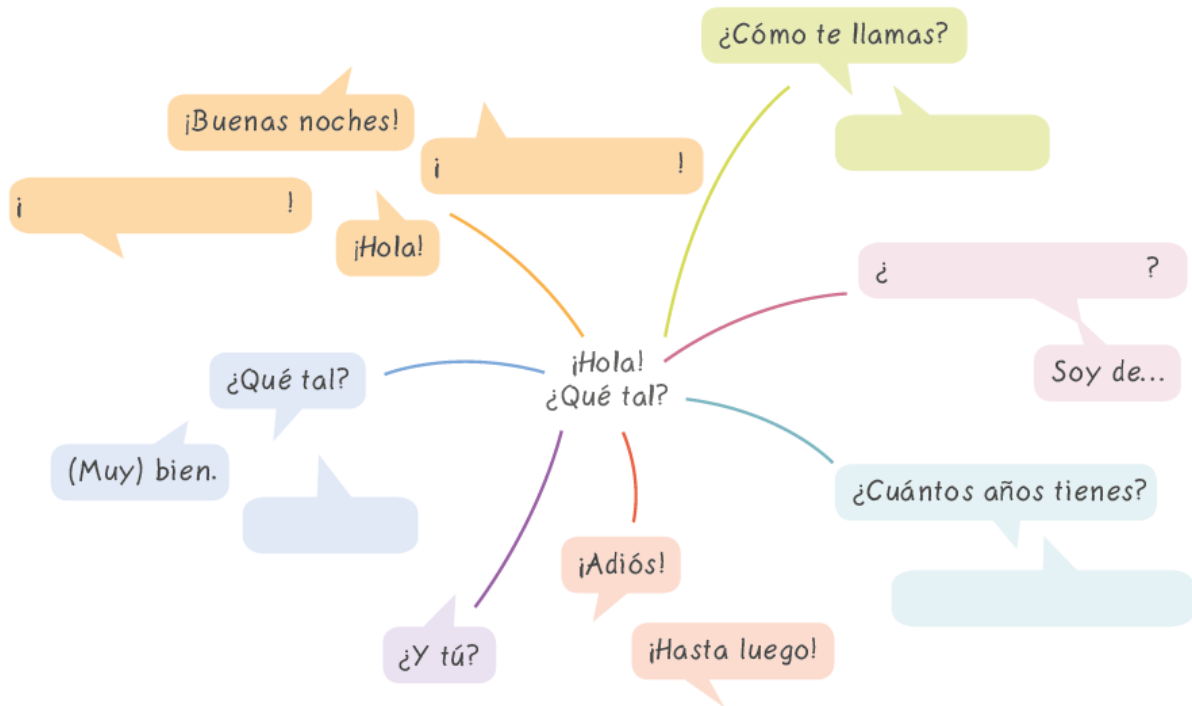 ¿Cómo te llamas?
¡Buenas noches!
¡ !
¡ !
¡Hola!
¿ ?
Soy de...
¡Hola!
¿Qué tal?
¿Qué tal?
(Muy) bien.
¿Cuántos años tienes?
¡Adiós!
¡Hasta luego!
¿Y tú?